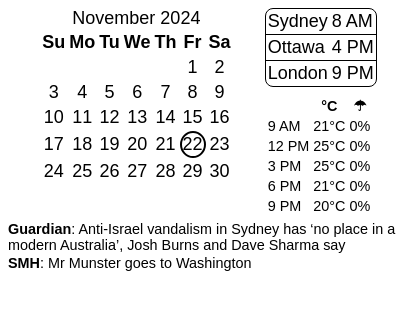 November 2024
Su Mo Tu We Th Fr Sa
1 2
3 4 5 6 7 8 9
10 11 12 13 14 15 16
17 18 19 20 21 22 23
24 25 26 27 28 29 30
Sydney 8 AM
Ottawa 4 PM
London 9 PM
°C ☂
9 AM 21°C 0%
12 PM 25°C 0%
3 PM 25°C 0%
6 PM 21°C 0%
9 PM 20°C 0%
Guardian: Anti-Israel vandalism in Sydney has ‘no place in a
modern Australia’, Josh Burns and Dave Sharma say
SMH: Mr Munster goes to Washington